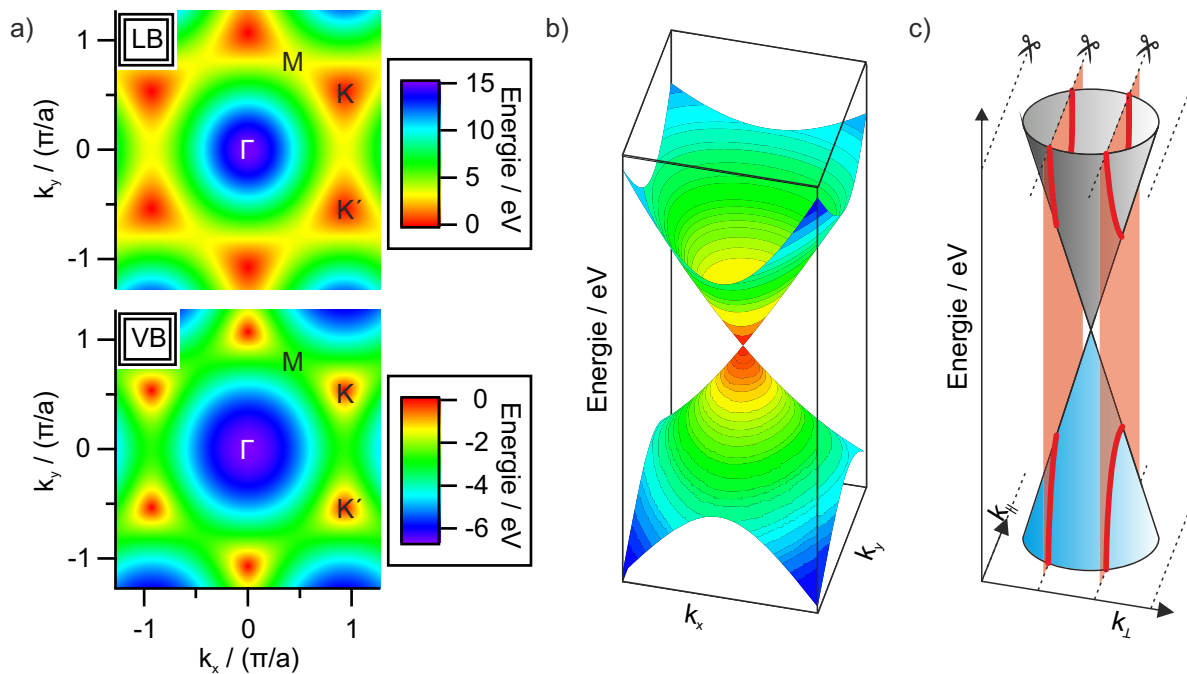 a)
LB
1
0
-1
k_y / (π/a)
Γ
M
K
K´
15
10
5
0
Energie / eV
VB
1
0
-1
k_y / (π/a)
Γ
M
K
K´
0
-2
-4
-6
Energie / eV
-1
0
1
k_x / (π/a)
b)
Energie / eV
k_x
k_y
c)
Energie / eV
k_∥
k_⊥